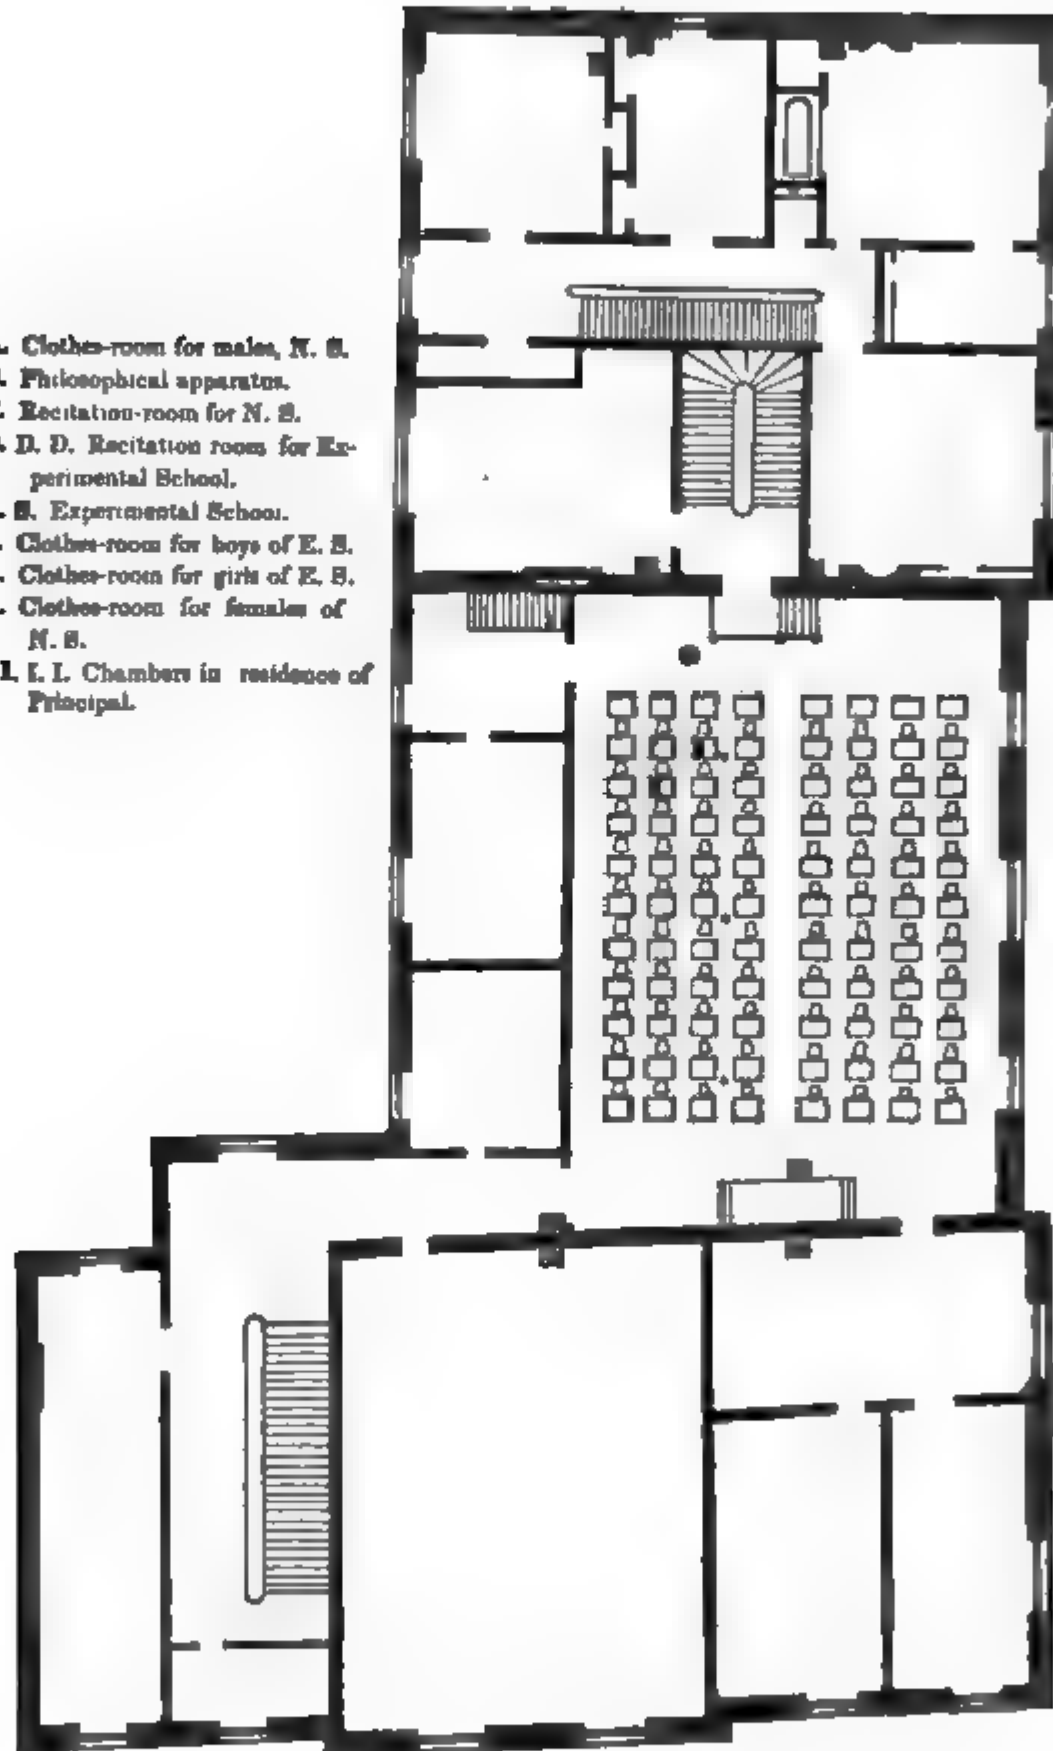 . Clothes-room for males, N. S.
. Philosophical apparatus.
. Recitation-room for N. S.
. D. D. Recitation room for Ex-
perimental School.
. S. Experimental School.
. Clothes-room for boys of E. S.
. Clothes-room for girls of E. S.
. Clothes-room for females of
N. S.
I. I. I. Chambers in residence of
Principal.